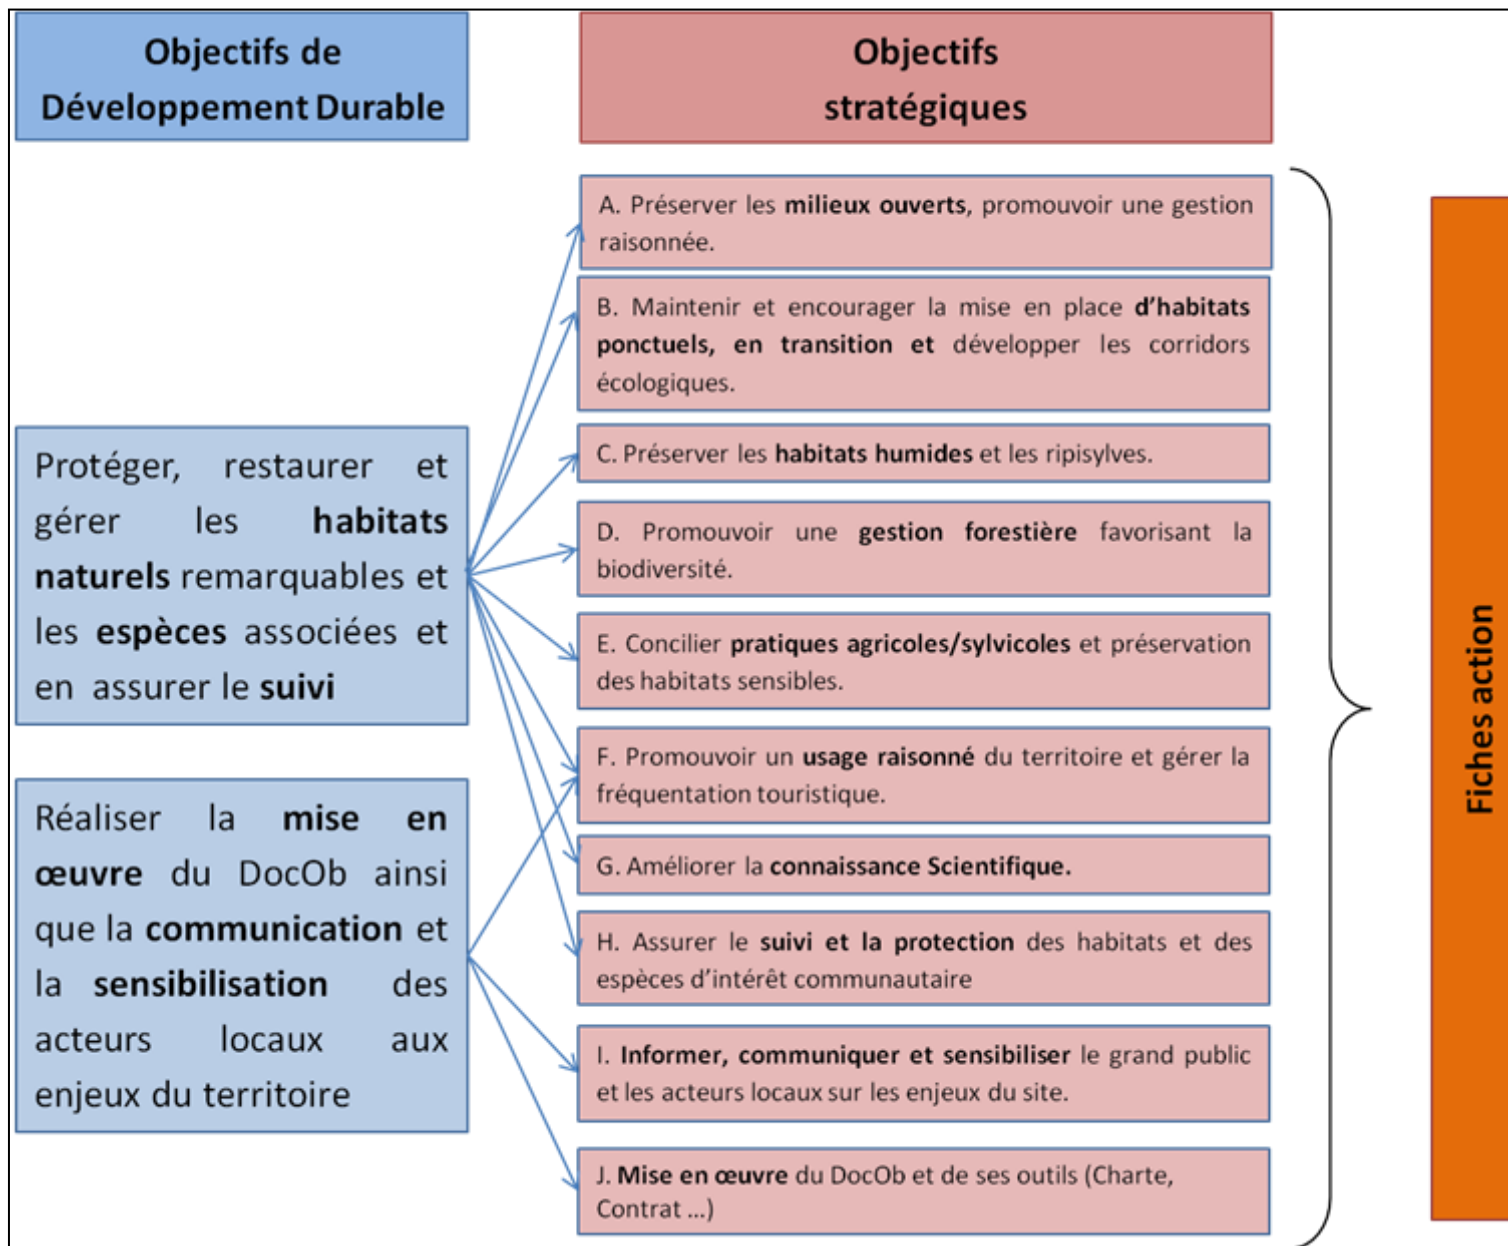 Objectifs de
Développement Durable
Objectifs
stratégiques
Protéger, restaurer et
gérer les habitats
naturels remarquables et
les espèces associées et
en assurer le suivi
Réaliser la mise en
œuvre du DocOb ainsi
que la communication et
la sensibilisation des
acteurs locaux aux
enjeux du territoire
A. Préserver les milieux ouverts, promouvoir une gestion
raisonnée.
B. Maintenir et encourager la mise en place d’habitats
ponctuels, en transition et développer les corridors
écologiques.
C. Préserver les habitats humides et les ripisylves.
D. Promouvoir une gestion forestière favorisant la
biodiversité.
E. Concilier pratiques agricoles/sylvicoles et préservation
des habitats sensibles.
F. Promouvoir un usage raisonné du territoire et gérer la
fréquentation touristique.
G. Améliorer la connaissance Scientifique.
H. Assurer le suivi et la protection des habitats et des
espèces d’intérêt communautaire
I. Informer, communiquer et sensibiliser le grand public
et les acteurs locaux sur les enjeux du site.
J. Mise en œuvre du DocOb et de ses outils (Charte,
Contrat ...)
Fiches action